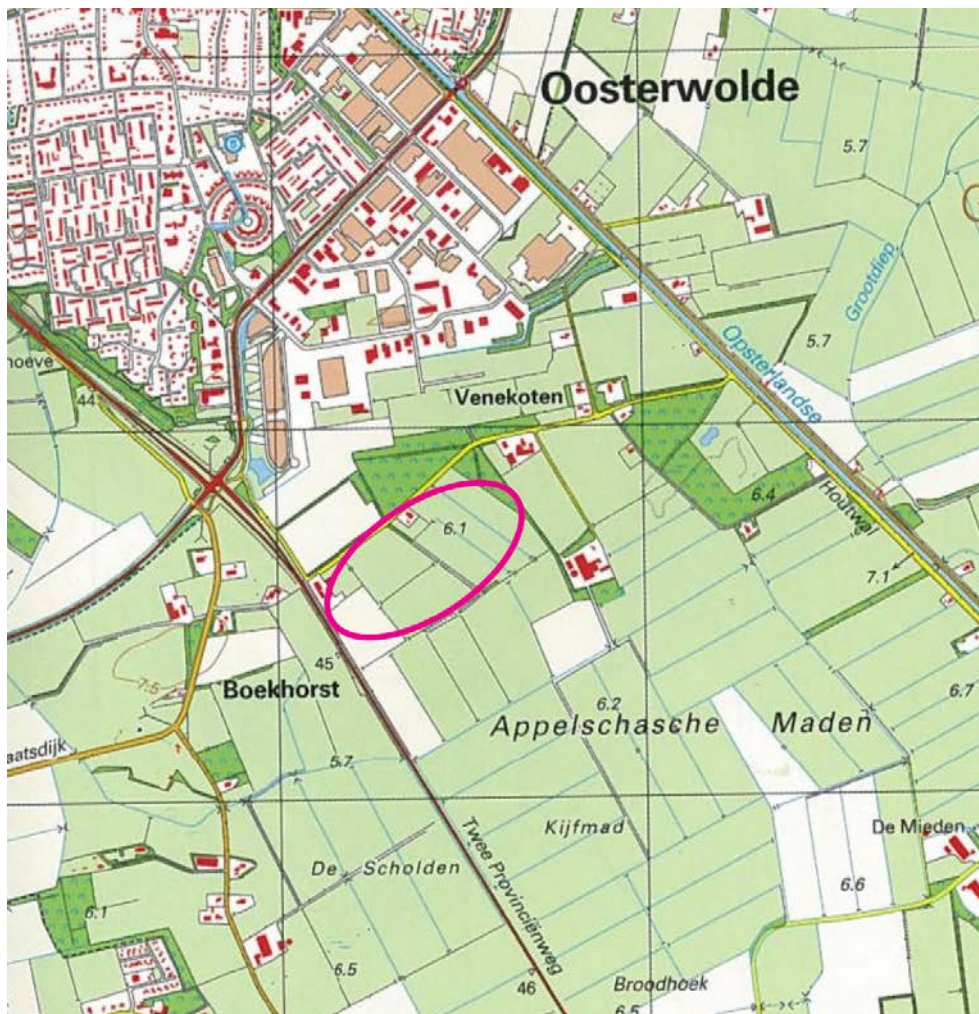 Oosterwolde
5.7
Grootdiep
hoeve
Opsterlandse
5.7
44
Venekoten
6.4
Houtwal
6.1
7.1
45
7.5
Boekhorst
6.2
6.7
Appelschasche Maden
aatsdijk
5.7
Kijfmad
De Mieden
Twee Provinciënweg
De Scholden
6.6
6.1
6.5
46
Broodhoek
6.5